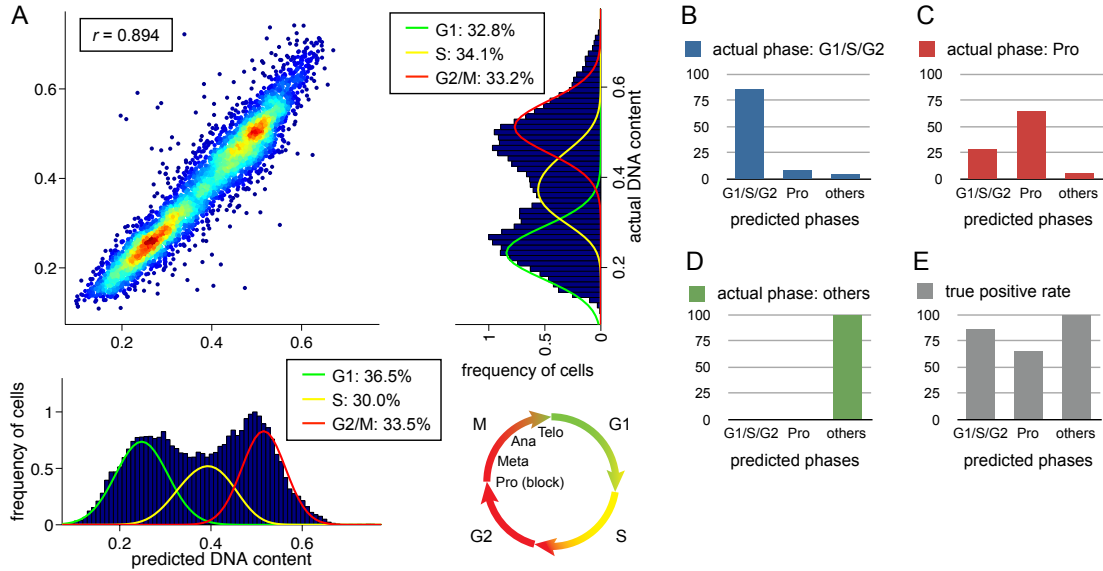 A
r = 0.894
0.6
0.4
0.2
0.2
0.4
0.6
G1: 32.8%
S: 34.1%
G2/M: 33.2%
0.6
0.4
0.2
actual DNA content
1
0.5
0
frequency of cells
G1: 36.5%
S: 30.0%
G2/M: 33.5%
frequency of cells
1
0.5
0
0.2
0.4
0.6
predicted DNA content
M
G1
Telo
Ana
Meta
Pro (block)
G2
S
B
actual phase: G1/S/G2
100
75
50
25
0
G1/S/G2
Pro
others
predicted phases
C
actual phase: Pro
100
75
50
25
0
G1/S/G2
Pro
others
predicted phases
D
actual phase: others
100
75
50
25
0
G1/S/G2
Pro
others
predicted phases
E
true positive rate
100
75
50
25
0
G1/S/G2
Pro
others
predicted phases